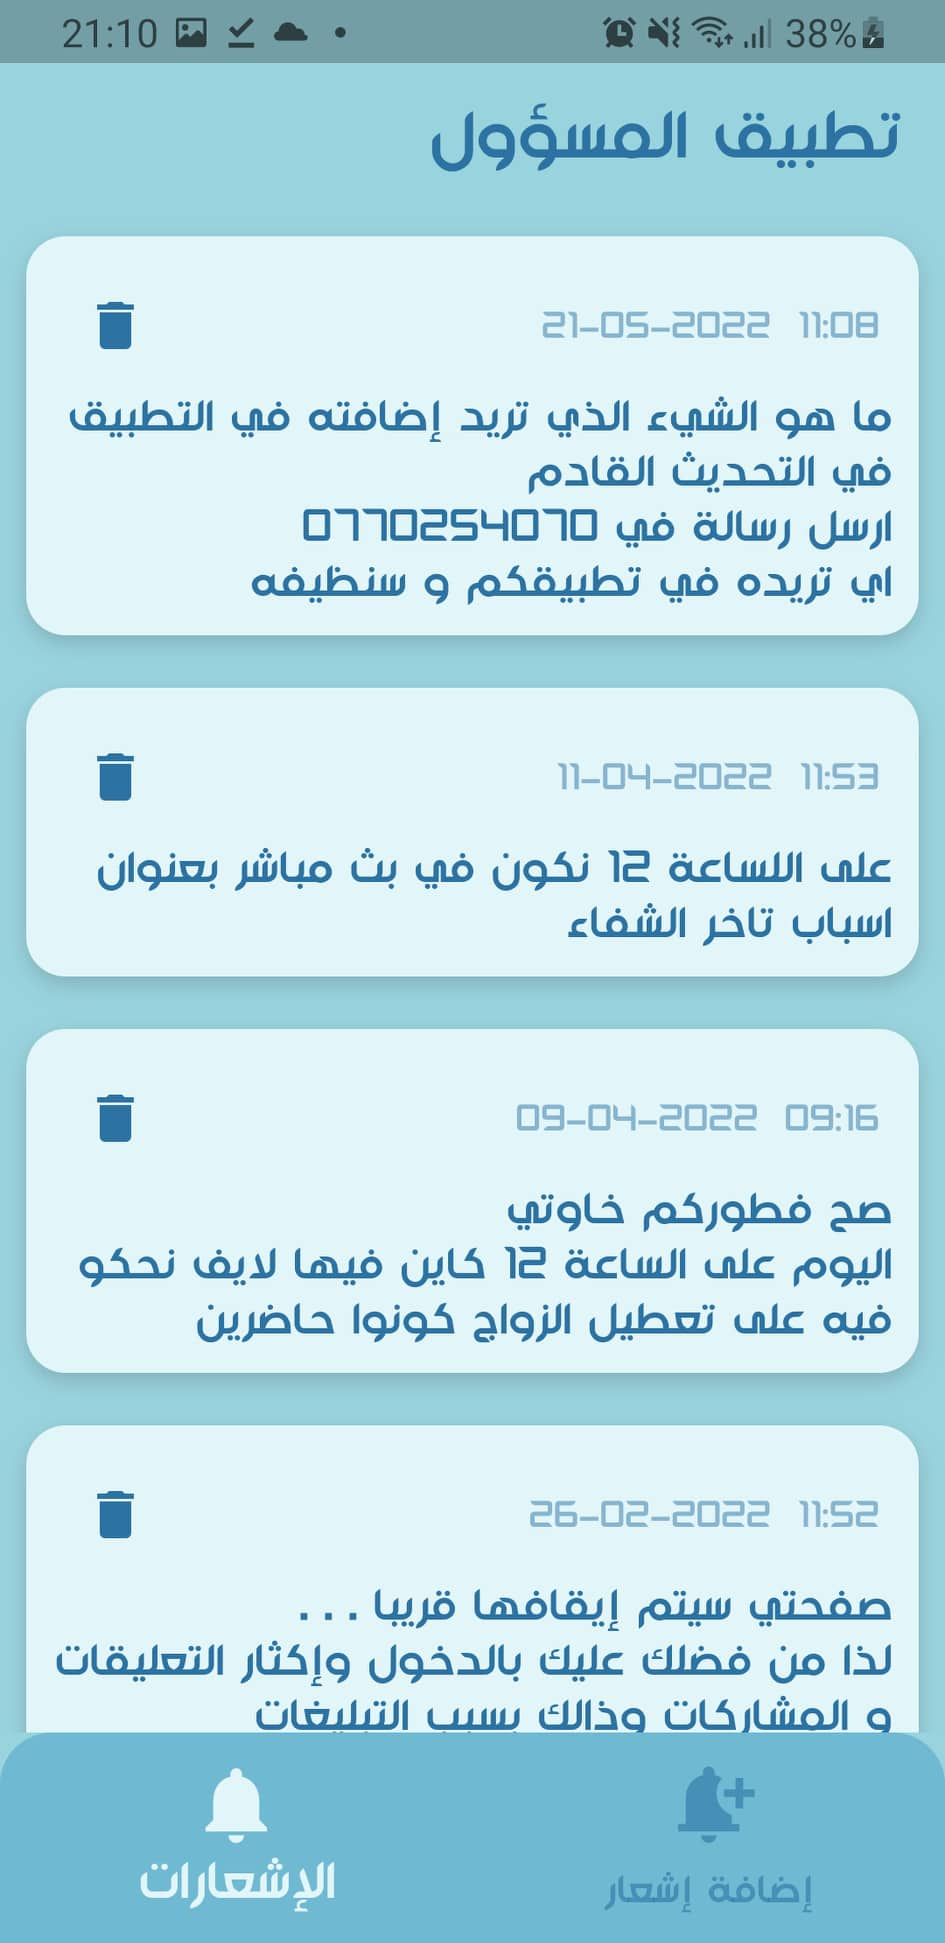 21:10
38%
تطبيق المسؤول
21-05-2022 11:08
ما هو الشيء الذي تريد إضافته في التطبيق
في التحديث القادم
ارسل رسالة في 0770254070
اي تريده في تطبيقكم و سنظيفه
11-04-2022 11:53
على اللساعة 12 نكون في بث مباشر بعنوان
اسباب تاخر الشفاء
09-04-2022 09:16
صح فطوركم خاوتي
اليوم على الساعة 12 كاين فيها لايف نحكو
فيه على تعطيل الزواج كونوا حاضرين
26-02-2022 11:52
صفحتي سيتم إيقافها قريبا ...
لذا من فضلك عليك بالدخول وإكثار التعليقات
و المشاركات وذالك بسبب التبليغات
إضافة إشعار
الإشعارات